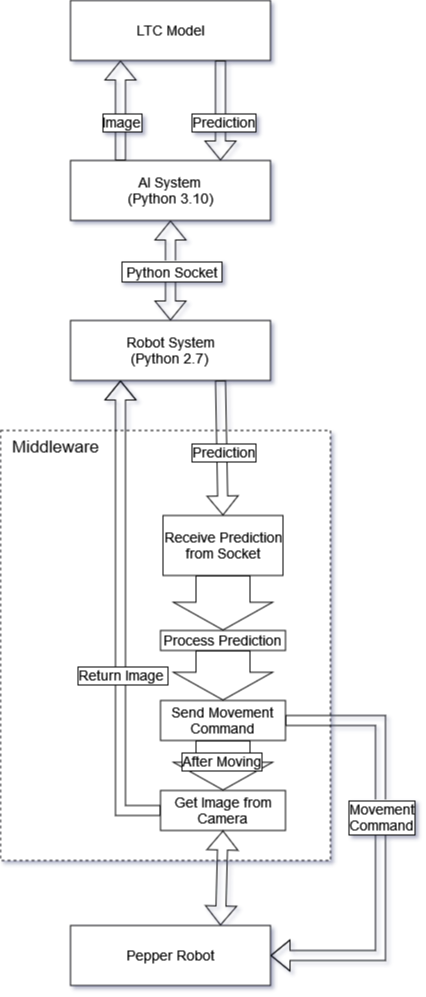 LTC Model
Image
Prediction
AI System
(Python 3.10)
Python Socket
Robot System
(Python 2.7)
Middleware
Prediction
Receive Prediction
from Socket
Process Prediction
Return Image
Send Movement
Command
After Moving
Get Image from
Camera
Movement
Command
Pepper Robot